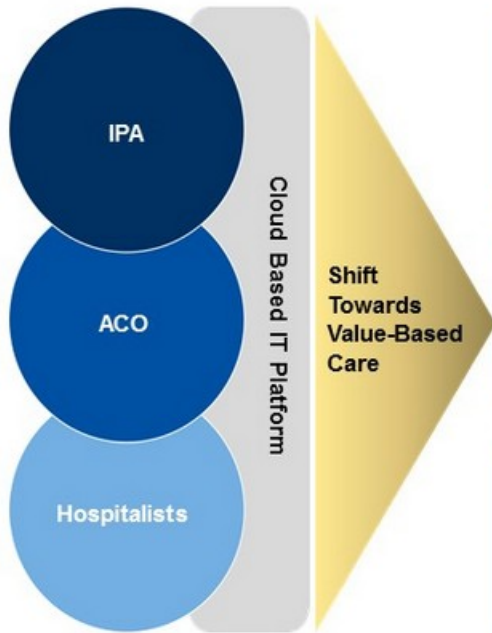 IPA
ACO
Hospitalists
Cloud Based IT Platform
Shift
Towards
Value-Based
Care